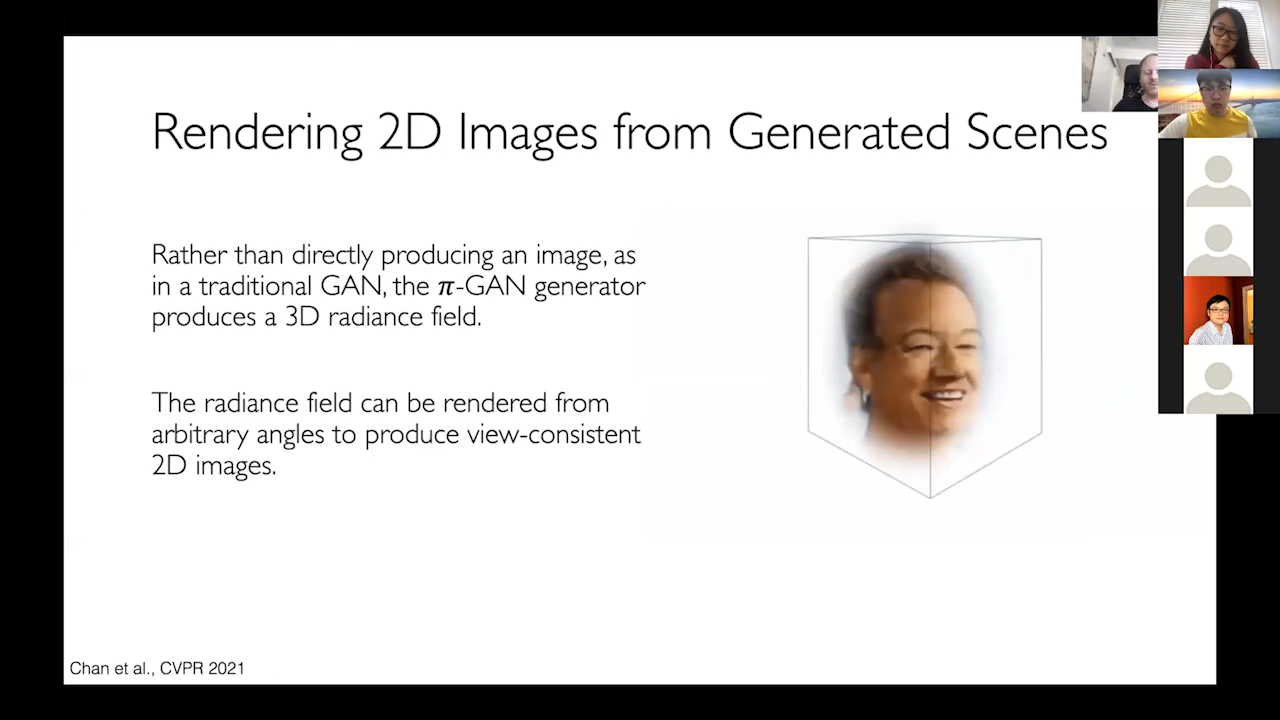 Rendering 2D Images from Generated Scenes
Rather than directly producing an image, as
in a traditional GAN, the π-GAN generator
produces a 3D radiance field.
The radiance field can be rendered from
arbitrary angles to produce view-consistent
2D images.
Chan et al., CVPR 2021